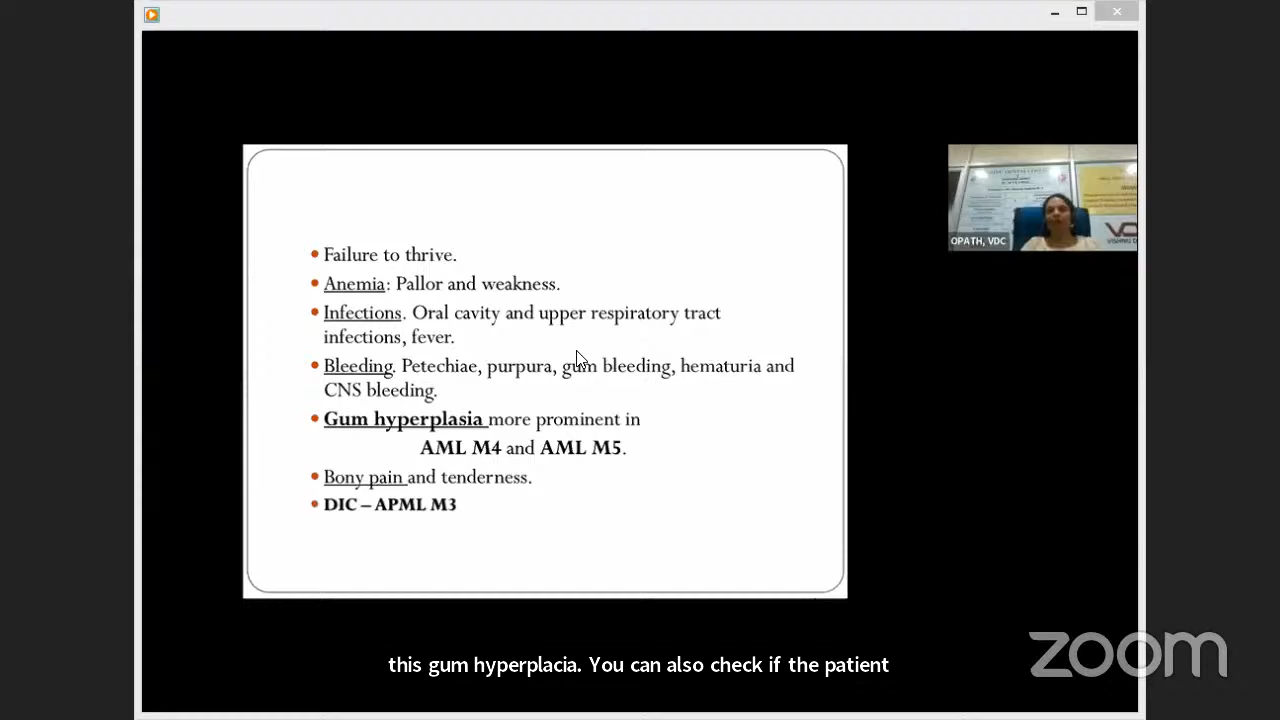 • Failure to thrive.
• Anemia: Pallor and weakness.
• Infections. Oral cavity and upper respiratory tract
infections, fever.
• Bleeding. Petechiae, purpura, gum bleeding, hematuria and
CNS bleeding.
• Gum hyperplasia more prominent in
AML M4 and AML M5.
• Bony pain and tenderness.
• DIC – APML M3
OPATH, VDC
this gum hyperplacia. You can also check if the patient
zoom